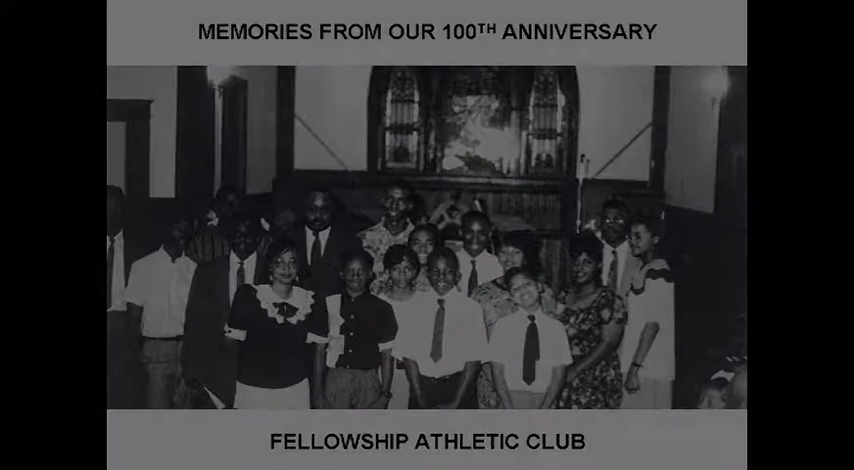 MEMORIES FROM OUR 100TH ANNIVERSARY
FELLOWSHIP ATHLETIC CLUB